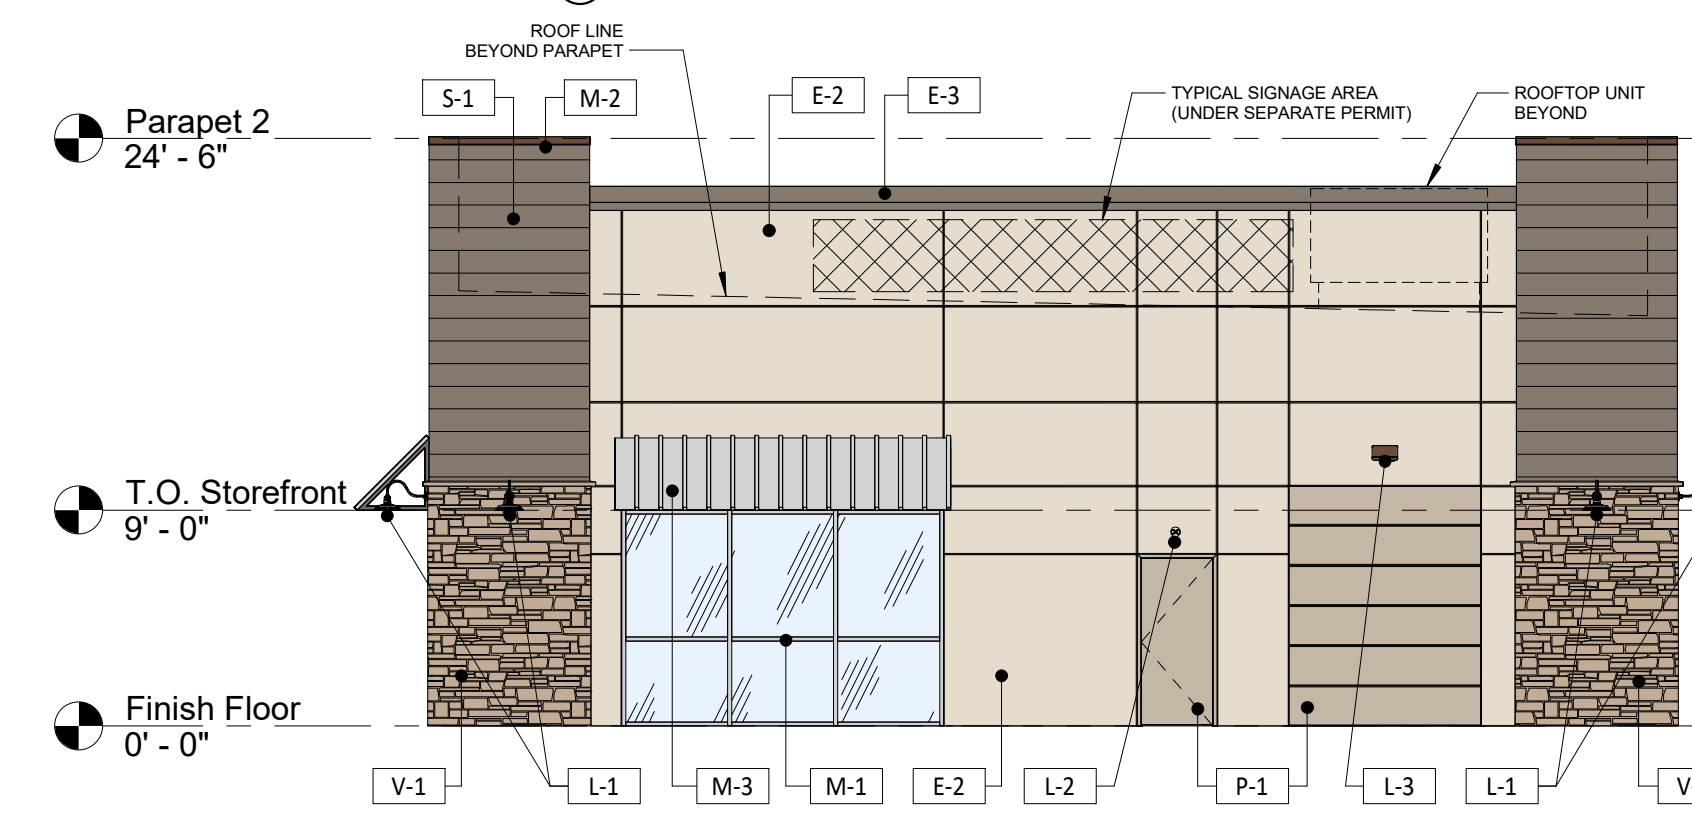 ROOF LINE
BEYOND PARAPET
S-1
M-2
E-2
E-3
TYPICAL SIGNAGE AREA
(UNDER SEPARATE PERMIT)
ROOFTOP UNIT
BEYOND
Parapet 2
24' - 6"
T.O. Storefront
9' - 0"
Finish Floor
0' - 0"
V-1
L-1
M-3
M-1
E-2
L-2
P-1
L-3
L-1